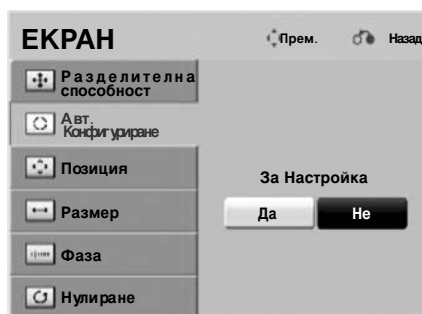 ЕКРАН
Прем.
Назад
Разделителна
способност
Авт.
Конфигуриране
Позиция
Размер
Фаза
Нулиране
За Настройка
Да
Не